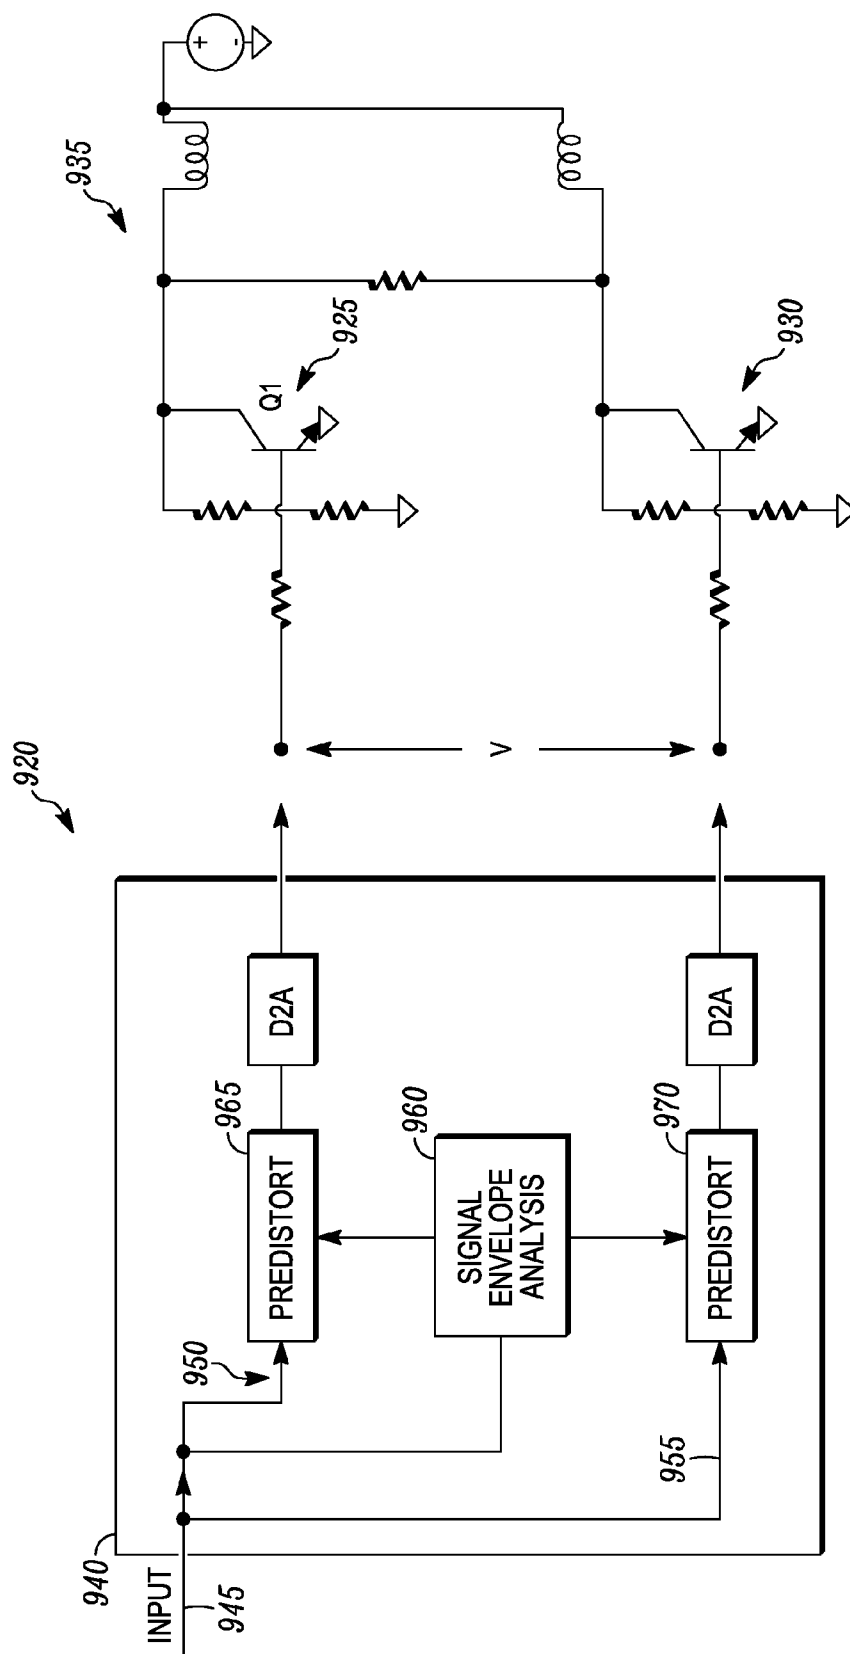 920
935
+
-
Q1
925
930
V
940
INPUT
945
950
955
PREDISTORT
965
D2A
SIGNAL
ENVELOPE
ANALYSIS
960
PREDISTORT
970
D2A